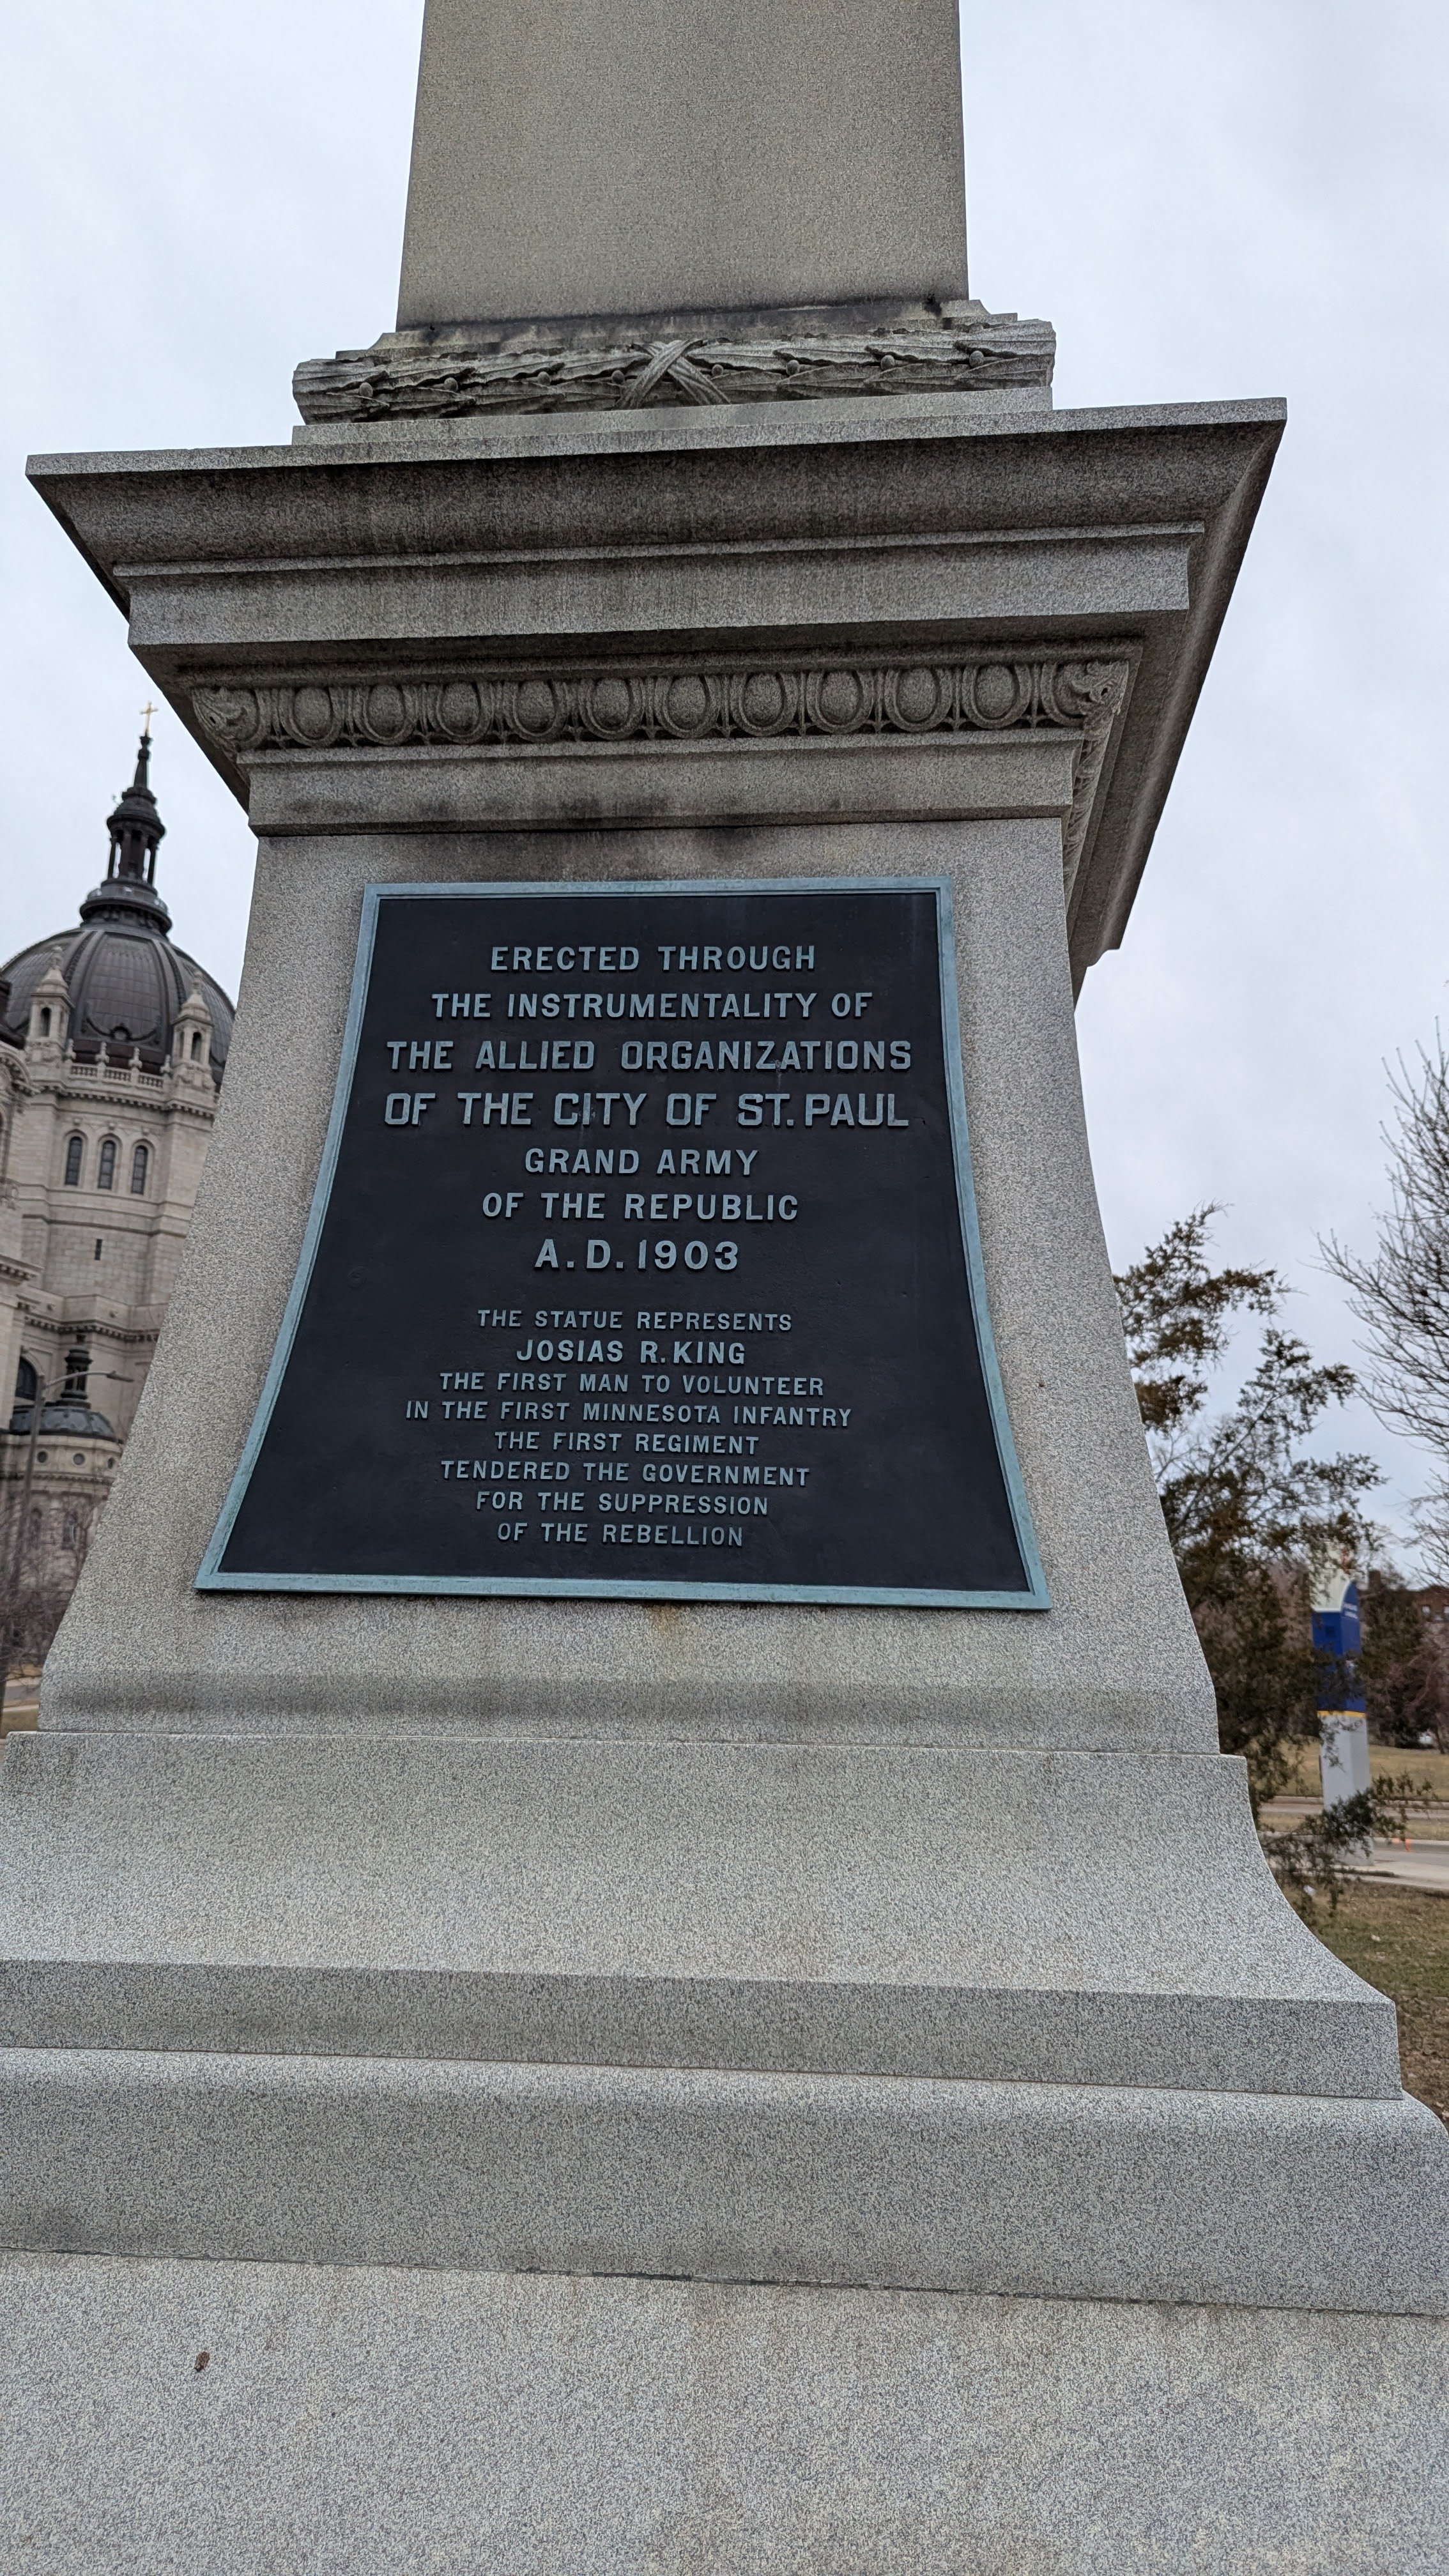 ERECTED THROUGH
THE INSTRUMENTALITY OF
THE ALLIED ORGANIZATIONS
OF THE CITY OF ST. PAUL
GRAND ARMY
OF THE REPUBLIC
A.D. 1903
THE STATUE REPRESENTS
JOSIAS R. KING
THE FIRST MAN TO VOLUNTEER
IN THE FIRST MINNESOTA INFANTRY
THE FIRST REGIMENT
TENDERED THE GOVERNMENT
FOR THE SUPPRESSION
OF THE REBELLION